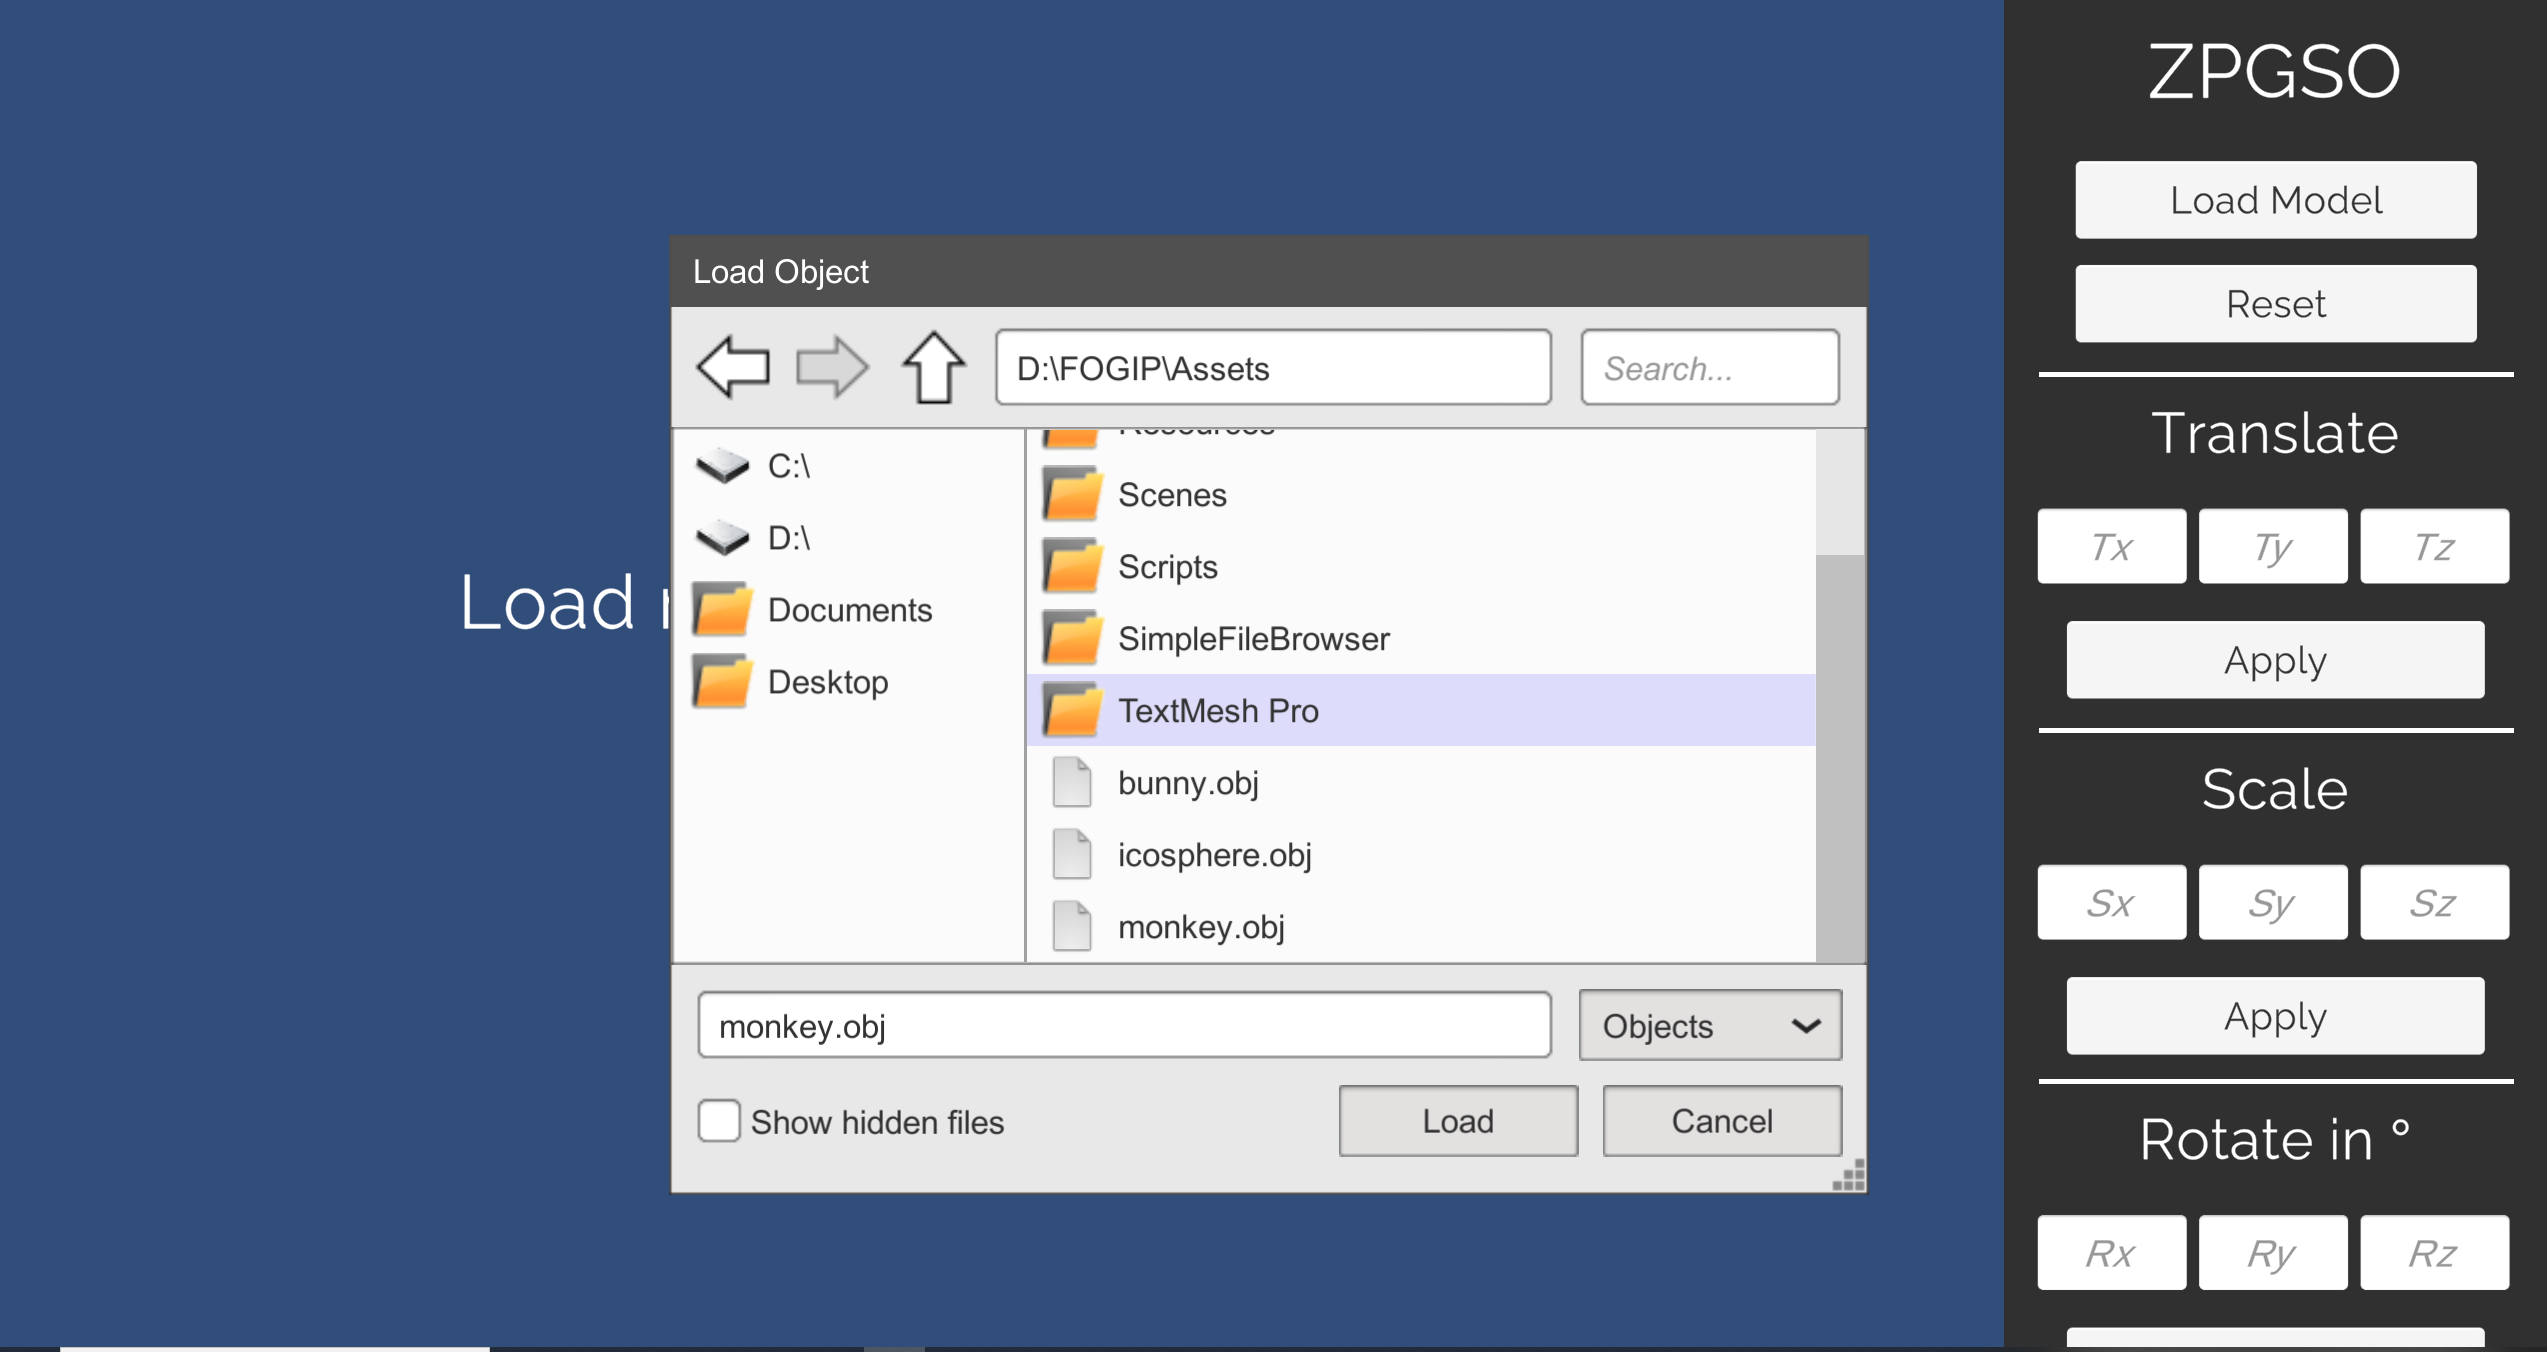 Load
Load Object
D:\FOGIP\Assets
Search...
C:\
D:\
Documents
Desktop
Resources
Scenes
Scripts
SimpleFileBrowser
TextMesh Pro
bunny.obj
icosphere.obj
monkey.obj
monkey.obj
Objects
Show hidden files
Load
Cancel
ZPGSO
Load Model
Reset
Translate
Tx Ty Tz
Apply
Scale
Sx Sy Sz
Apply
Rotate in °
Rx Ry Rz